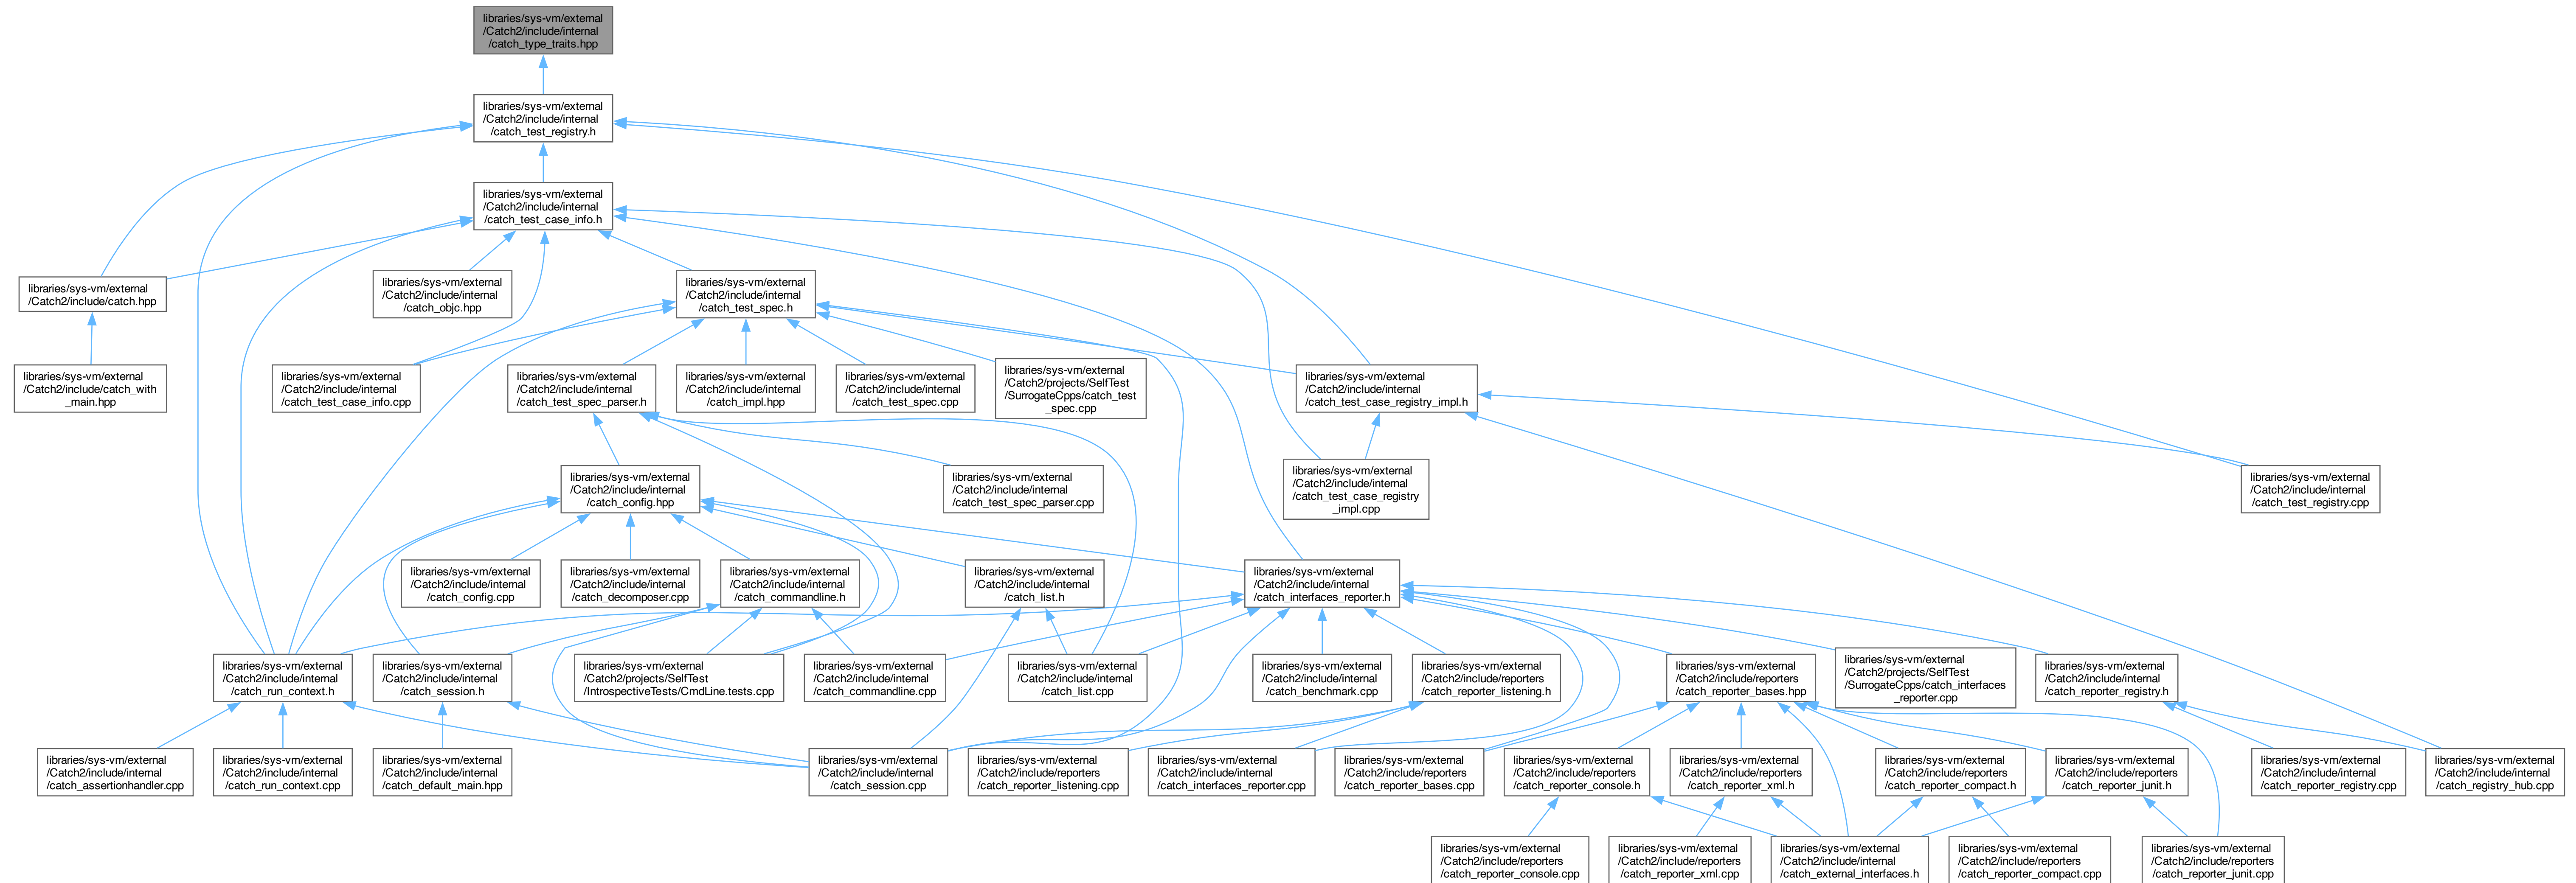 libraries/sys-vm/external
/Catch2/include/internal
/catch_type_traits.hpp
libraries/sys-vm/external
/Catch2/include/internal
/catch_test_registry.h
libraries/sys-vm/external
/Catch2/include/internal
/catch_test_case_info.h
libraries/sys-vm/external
/Catch2/include/catch.hpp
libraries/sys-vm/external
/Catch2/include/internal
/catch_objc.hpp
libraries/sys-vm/external
/Catch2/include/internal
/catch_test_spec.h
libraries/sys-vm/external
/Catch2/include/catch_with
_main.hpp
libraries/sys-vm/external
/Catch2/include/internal
/catch_test_case_info.cpp
libraries/sys-vm/external
/Catch2/include/internal
/catch_test_spec_parser.h
libraries/sys-vm/external
/Catch2/include/internal
/catch_impl.hpp
libraries/sys-vm/external
/Catch2/include/internal
/catch_test_spec.cpp
libraries/sys-vm/external
/Catch2/projects/SelfTest
/SurrogateCpps/catch_test
_spec.cpp
libraries/sys-vm/external
/Catch2/include/internal
/catch_test_case_registry_impl.h
libraries/sys-vm/external
/Catch2/include/internal
/catch_config.hpp
libraries/sys-vm/external
/Catch2/include/internal
/catch_test_spec_parser.cpp
libraries/sys-vm/external
/Catch2/include/internal
/catch_test_case_registry
_impl.cpp
libraries/sys-vm/external
/Catch2/include/internal
/catch_test_registry.cpp
libraries/sys-vm/external
/Catch2/include/internal
/catch_config.cpp
libraries/sys-vm/external
/Catch2/include/internal
/catch_decomposer.cpp
libraries/sys-vm/external
/Catch2/include/internal
/catch_commandline.h
libraries/sys-vm/external
/Catch2/include/internal
/catch_list.h
libraries/sys-vm/external
/Catch2/include/internal
/catch_interfaces_reporter.h
libraries/sys-vm/external
/Catch2/include/internal
/catch_run_context.h
libraries/sys-vm/external
/Catch2/include/internal
/catch_session.h
libraries/sys-vm/external
/Catch2/projects/SelfTest
/IntrospectiveTests/CmdLine.tests.cpp
libraries/sys-vm/external
/Catch2/include/internal
/catch_commandline.cpp
libraries/sys-vm/external
/Catch2/include/internal
/catch_list.cpp
libraries/sys-vm/external
/Catch2/include/internal
/catch_benchmark.cpp
libraries/sys-vm/external
/Catch2/include/reporters
/catch_reporter_listening.h
libraries/sys-vm/external
/Catch2/include/reporters
/catch_reporter_bases.hpp
libraries/sys-vm/external
/Catch2/projects/SelfTest
/SurrogateCpps/catch_interfaces
_reporter.cpp
libraries/sys-vm/external
/Catch2/include/internal
/catch_reporter_registry.h
libraries/sys-vm/external
/Catch2/include/internal
/catch_assertionhandler.cpp
libraries/sys-vm/external
/Catch2/include/internal
/catch_run_context.cpp
libraries/sys-vm/external
/Catch2/include/internal
/catch_default_main.hpp
libraries/sys-vm/external
/Catch2/include/internal
/catch_session.cpp
libraries/sys-vm/external
/Catch2/include/reporters
/catch_reporter_listening.cpp
libraries/sys-vm/external
/Catch2/include/internal
/catch_interfaces_reporter.cpp
libraries/sys-vm/external
/Catch2/include/reporters
/catch_reporter_bases.cpp
libraries/sys-vm/external
/Catch2/include/reporters
/catch_reporter_console.h
libraries/sys-vm/external
/Catch2/include/reporters
/catch_reporter_xml.h
libraries/sys-vm/external
/Catch2/include/reporters
/catch_reporter_compact.h
libraries/sys-vm/external
/Catch2/include/reporters
/catch_reporter_junit.h
libraries/sys-vm/external
/Catch2/include/internal
/catch_reporter_registry.cpp
libraries/sys-vm/external
/Catch2/include/internal
/catch_registry_hub.cpp
libraries/sys-vm/external
/Catch2/include/reporters
/catch_reporter_console.cpp
libraries/sys-vm/external
/Catch2/include/reporters
/catch_reporter_xml.cpp
libraries/sys-vm/external
/Catch2/include/internal
/catch_external_interfaces.h
libraries/sys-vm/external
/Catch2/include/reporters
/catch_reporter_compact.cpp
libraries/sys-vm/external
/Catch2/include/reporters
/catch_reporter_junit.cpp